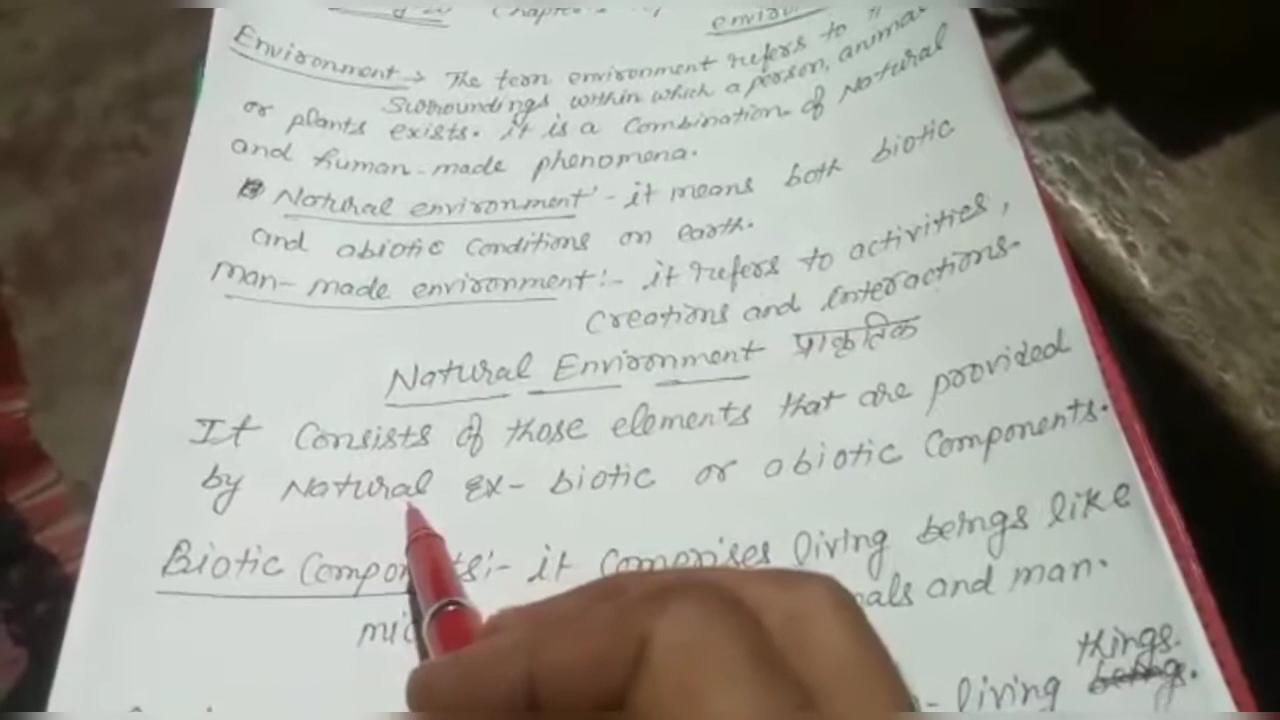 Chapter
Environment → The term environment refers to
surroundings within which a person, animal
or plants exists. it is a combination of Natural
and human-made phenomena.
Natural environment :- it means both biotic
and abiotic conditions on earth.
Man-made environment :- it refers to activities,
creations and interactions.
Natural Environment प्राकृतिक
It consists of those elements that are provided
by Natural Ex- biotic or abiotic components.
Biotic Components :- it comprises living beings like
and man.
things.
living